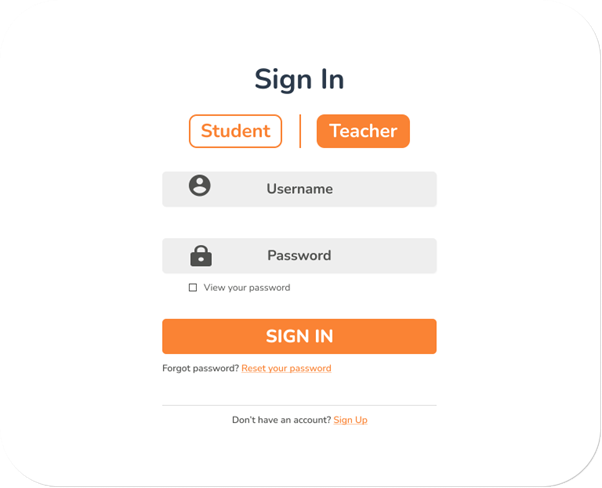 Sign In
Student | Teacher
Username
Password
View your password
SIGN IN
Forgot password? Reset your password
Don't have an account? Sign Up